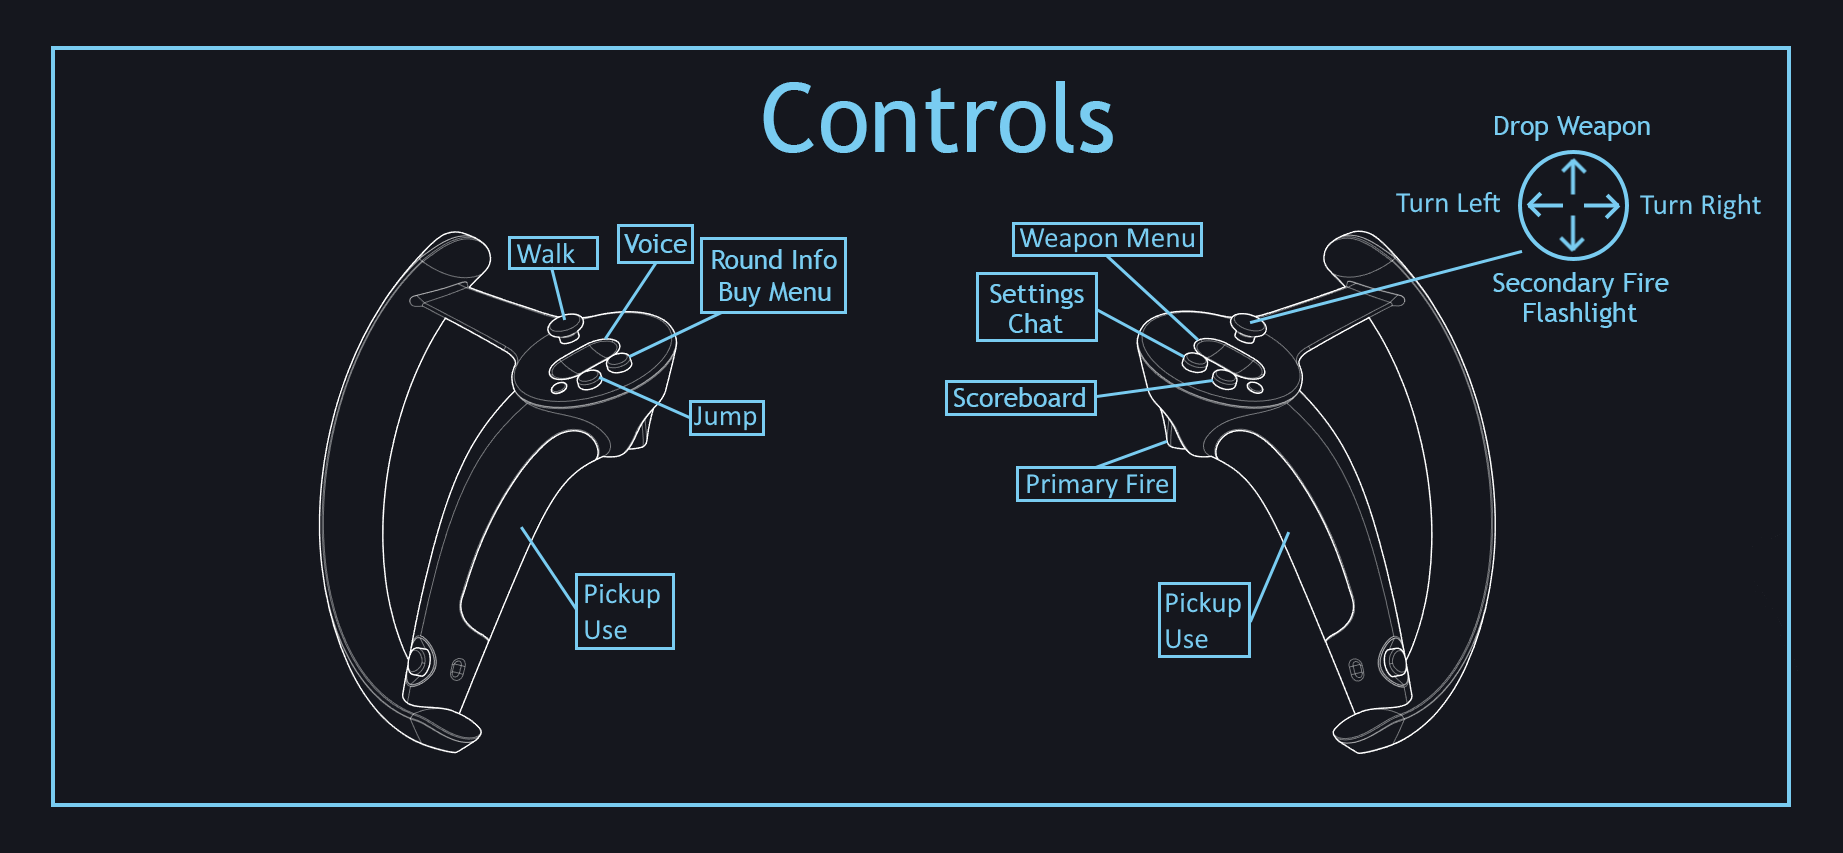 Controls
Drop Weapon
Turn Left
Turn Right
Secondary Fire
Flashlight
Walk
Voice
Round Info
Buy Menu
Jump
Pickup
Use
Weapon Menu
Settings
Chat
Scoreboard
Primary Fire
Pickup
Use